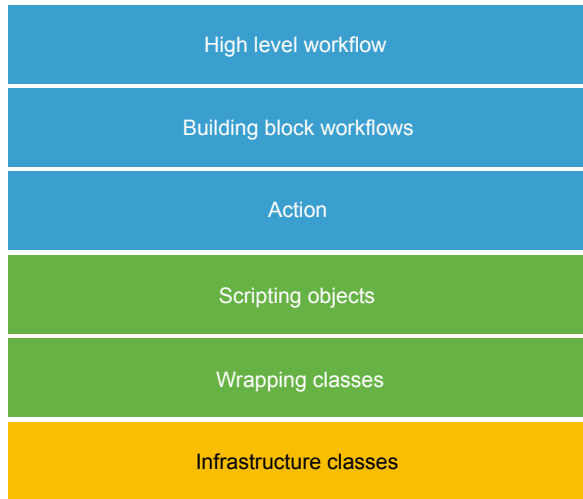 High level workflow
Building block workflows
Action
Scripting objects
Wrapping classes
Infrastructure classes